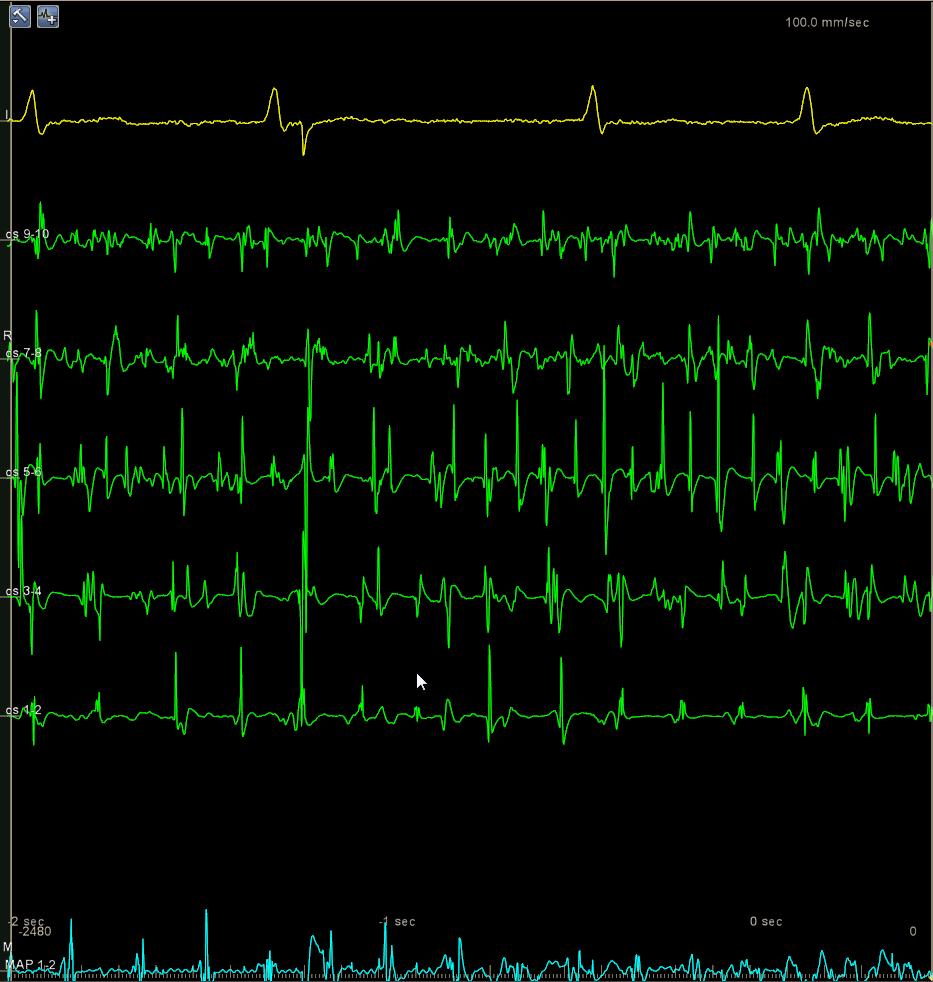 100.0 mm/sec
I
cs 9-10
R
cs 7-8
cs 5-6
cs 3-4
cs 1-2
-2 sec
-1 sec
0 sec
-2480
0
M
MAP 1-2